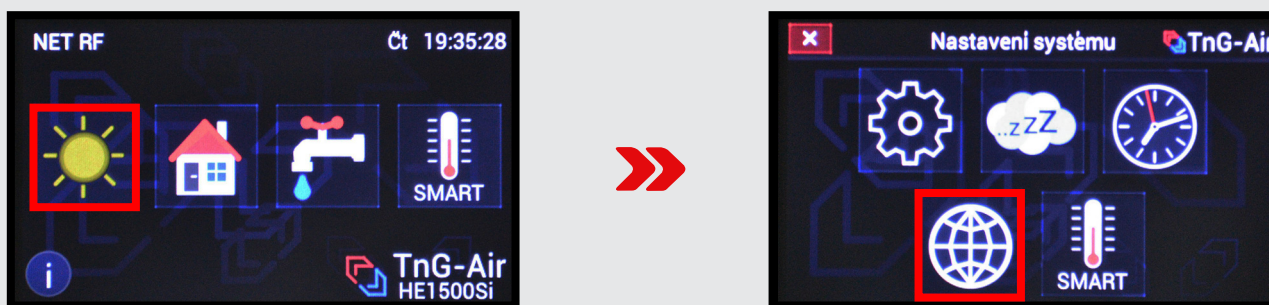 NET RF
Čt 19:35:28
SMART
i
TnG-Air
HE1500Si
Nastavení systému
TnG-Air
..zZZ
SMART